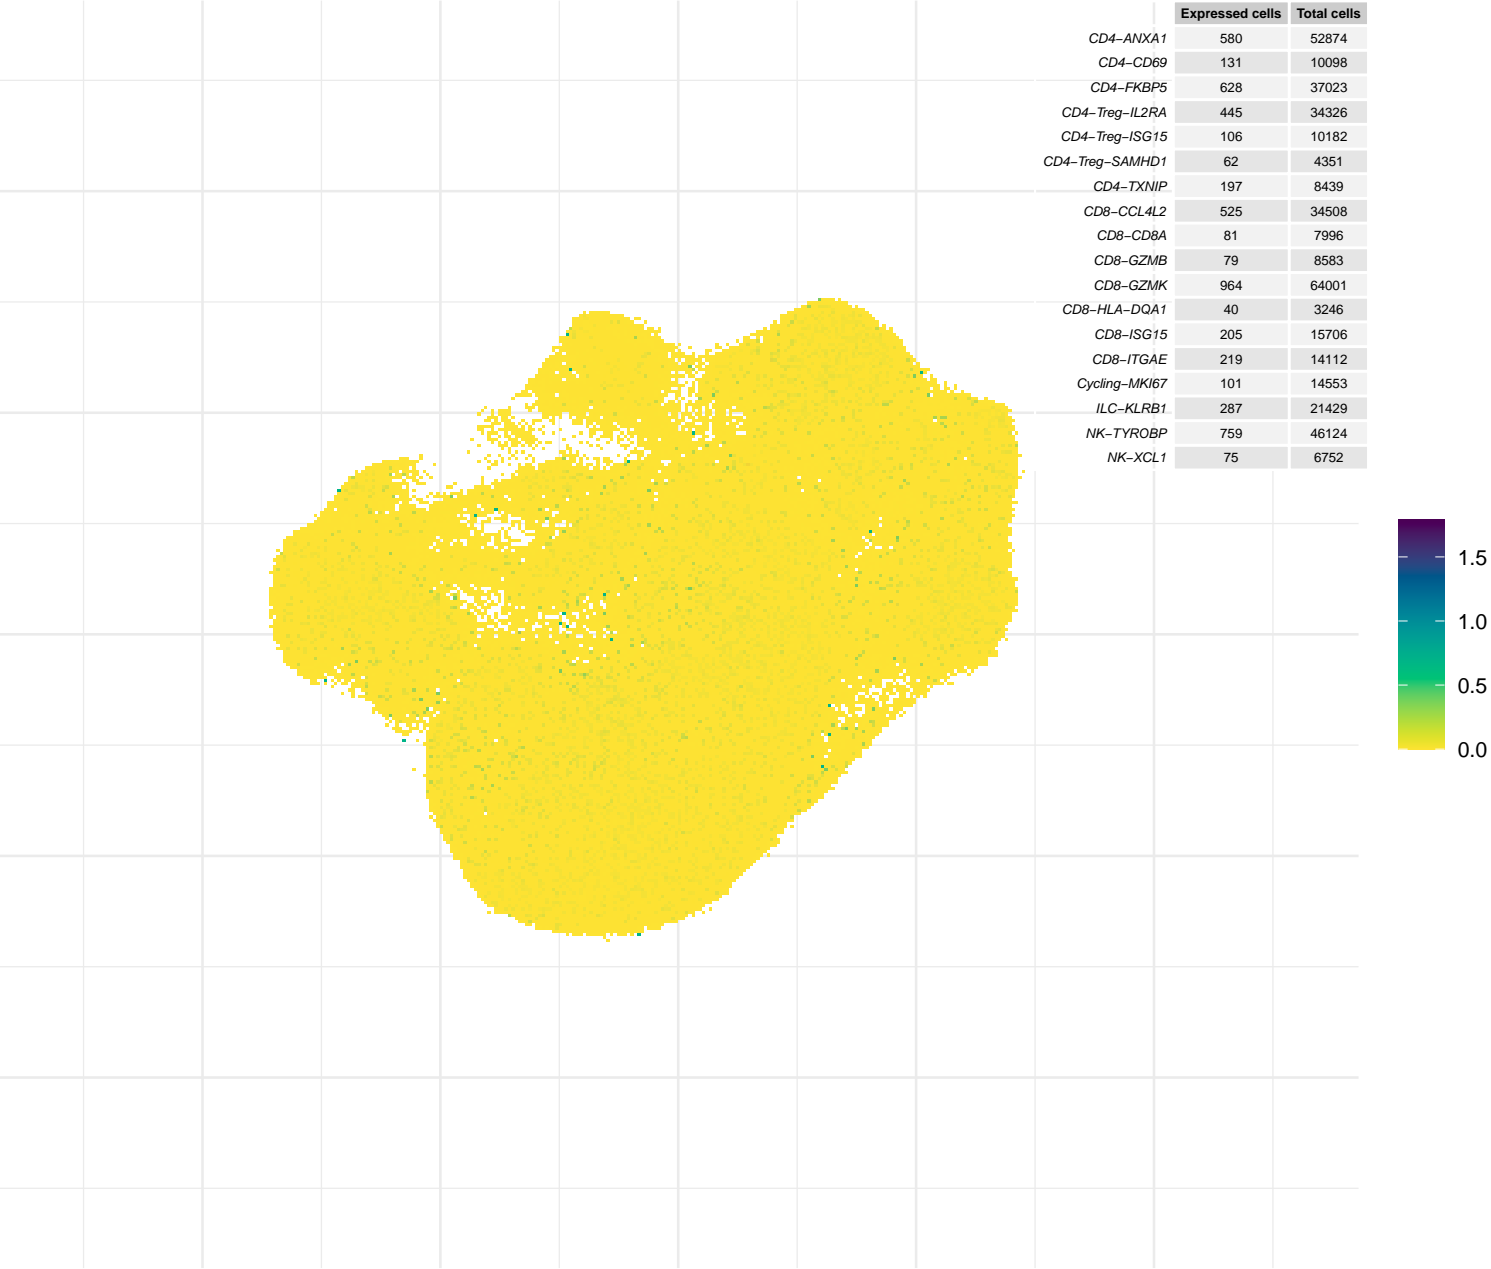 Expressed cells Total cells
CD4−ANXA1 580 52874
CD4−CD69 131 10098
CD4−FKBP5 628 37023
CD4−Treg−IL2RA 445 34326
CD4−Treg−ISG15 106 10182
CD4−Treg−SAMHD1 62 4351
CD4−TXNIP 197 8439
CD8−CCL4L2 525 34508
CD8−CD8A 81 7996
CD8−GZMB 79 8583
CD8−GZMK 964 64001
CD8−HLA−DQA1 40 3246
CD8−ISG15 205 15706
CD8−ITGAE 219 14112
Cycling−MKI67 101 14553
ILC−KLRB1 287 21429
NK−TYROBP 759 46124
NK−XCL1 75 6752
1.5
1.0
0.5
0.0